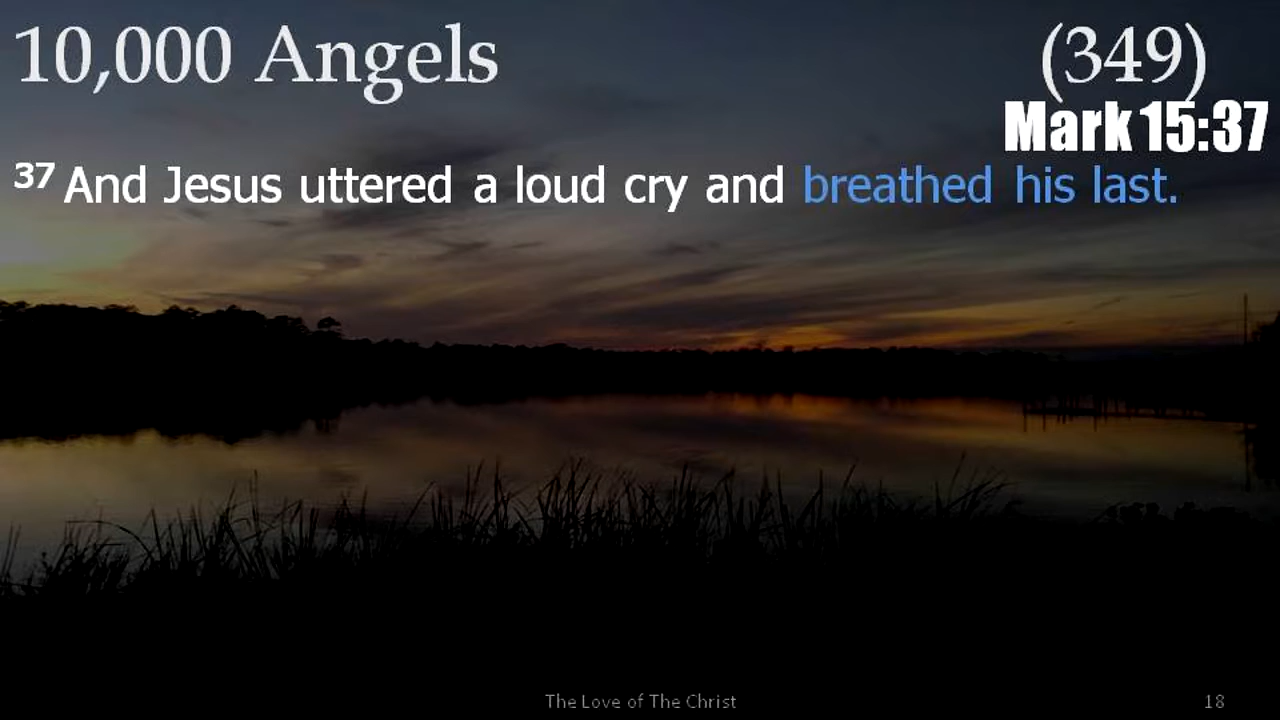 10,000 Angels (349)
Mark 15:37
37 And Jesus uttered a loud cry and breathed his last.
The Love of The Christ 18